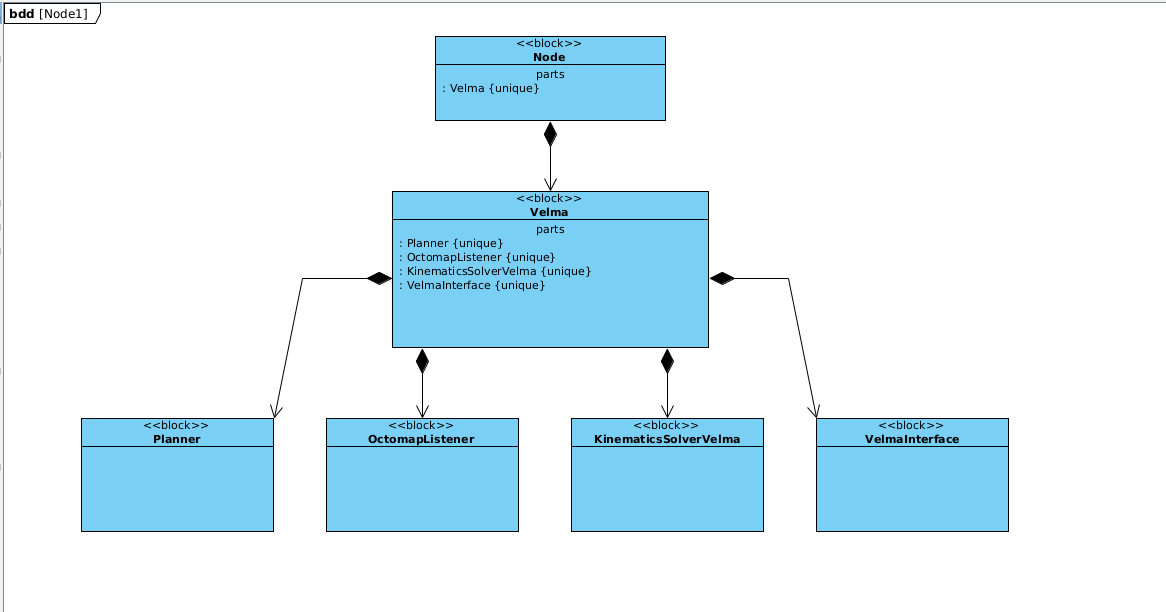 bdd [Node1]
<<block>>
Node
parts
: Velma {unique}
<<block>>
Velma
parts
: Planner {unique}
: OctomapListener {unique}
: KinematicsSolverVelma {unique}
: VelmaInterface {unique}
<<block>>
Planner
<<block>>
OctomapListener
<<block>>
KinematicsSolverVelma
<<block>>
VelmaInterface